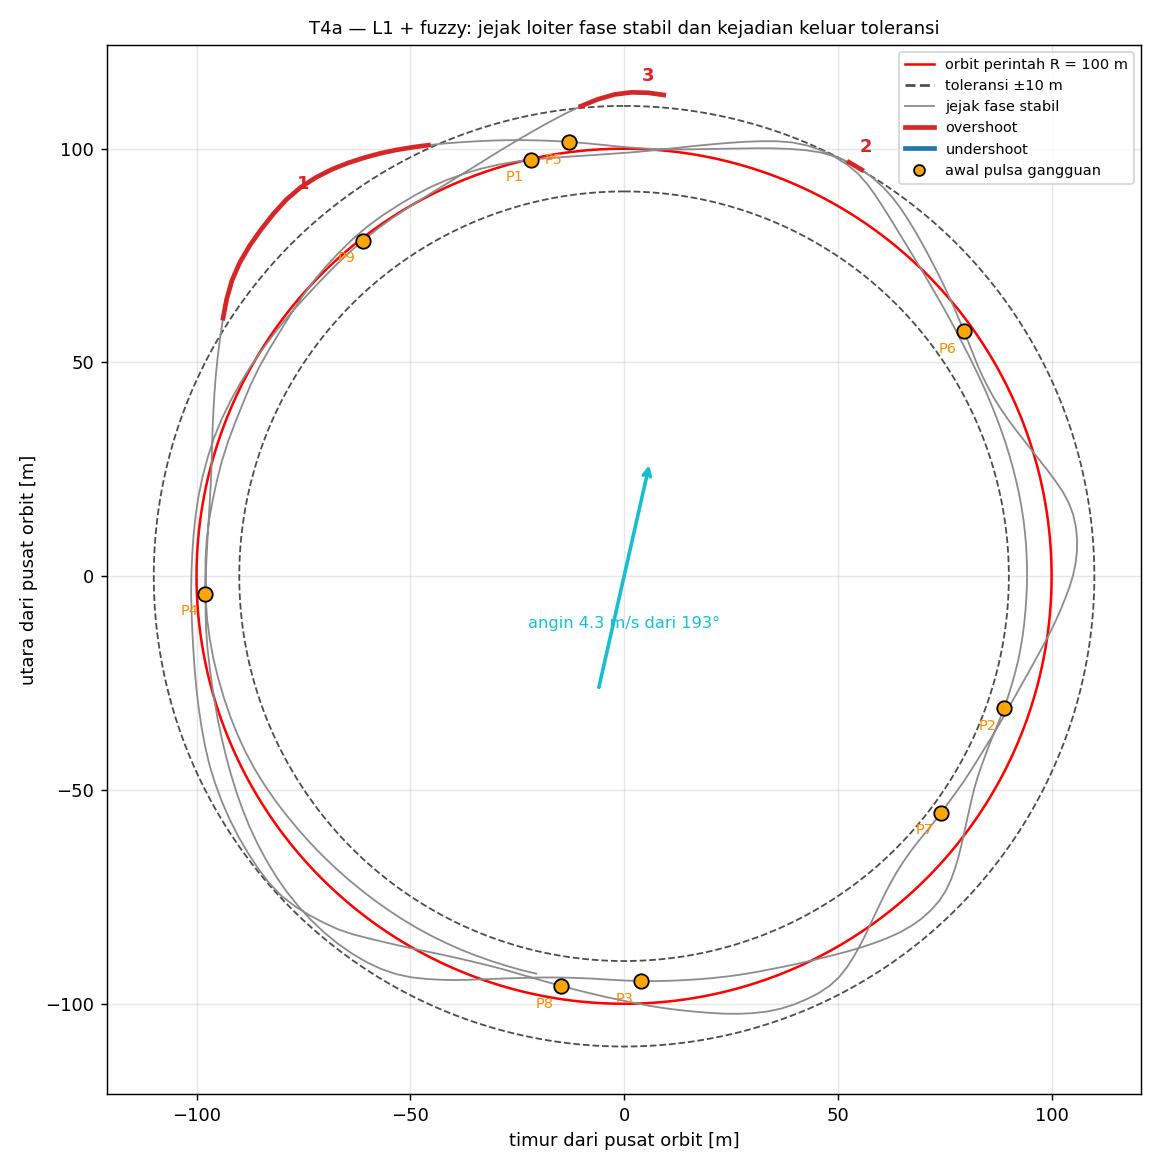 T4a — L1 + fuzzy: jejak loiter fase stabil dan kejadian keluar toleransi
orbit perintah R = 100 m
toleransi ±10 m
jejak fase stabil
overshoot
undershoot
awal pulsa gangguan
3
2
1
P5
P1
P9
P6
P4
P2
P7
P8
P3
angin 4.3 m/s dari 193°
100
50
0
−50
−100
utara dari pusat orbit [m]
−100
−50
0
50
100
timur dari pusat orbit [m]